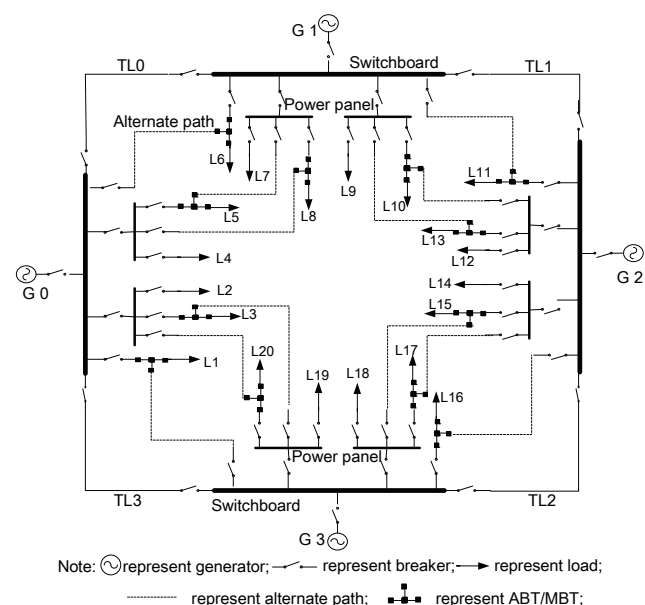 G 1
TL0
Switchboard
TL1
Power panel
Alternate path
L6
L7
L9
L11
L5
L8
L10
L13
L4
L12
G 0
G 2
L2
L14
L3
L15
L20
L19
L18
L17
L1
L16
Power panel
TL3
Switchboard
TL2
G 3
Note: represent generator; represent breaker; represent load;
represent alternate path; represent ABT/MBT;